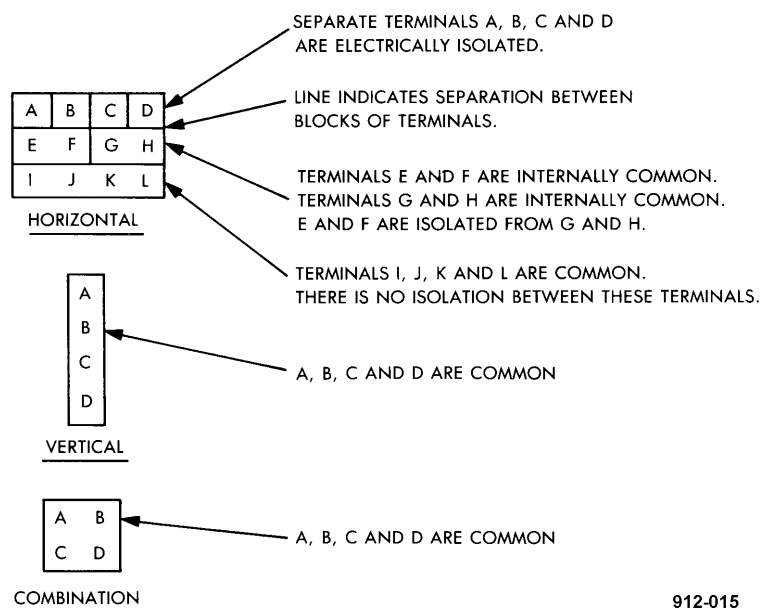 SEPARATE TERMINALS A, B, C AND D
ARE ELECTRICALLY ISOLATED.
A B C D
LINE INDICATES SEPARATION BETWEEN
BLOCKS OF TERMINALS.
E F G H
TERMINALS E AND F ARE INTERNALLY COMMON.
TERMINALS G AND H ARE INTERNALLY COMMON.
E AND F ARE ISOLATED FROM G AND H.
I J K L
HORIZONTAL
TERMINALS I, J, K AND L ARE COMMON.
THERE IS NO ISOLATION BETWEEN THESE TERMINALS.
A
B
C
D
A, B, C AND D ARE COMMON
VERTICAL
A B
C D
A, B, C AND D ARE COMMON
COMBINATION
912-015